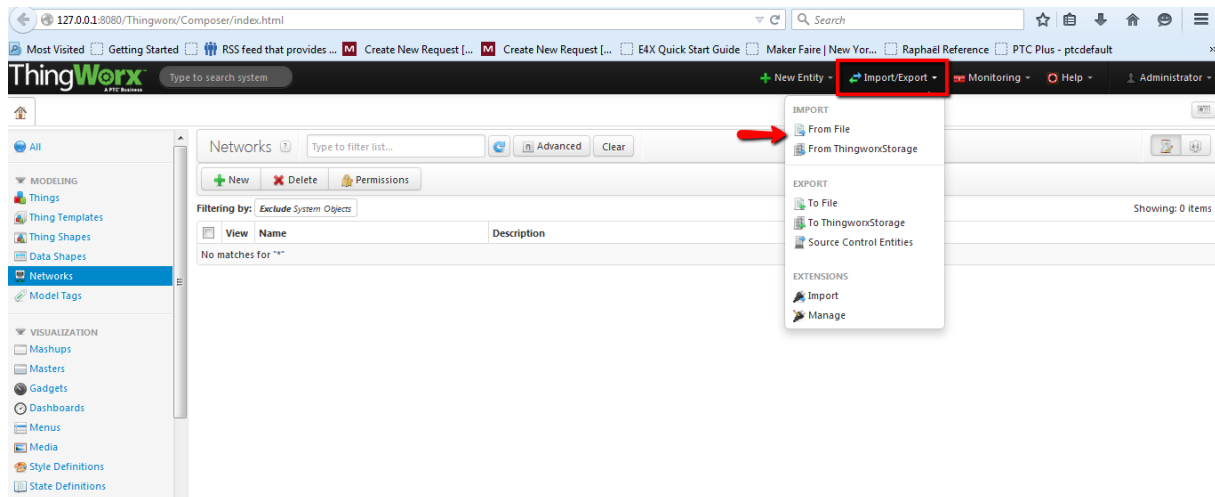 127.0.0.1:8080/Thingworx/Composer/index.html Search
Most Visited Getting Started RSS feed that provides ... M Create New Request [... M Create New Request [... E4X Quick Start Guide Maker Faire | New Yor... Raphaël Reference PTC Plus - ptcdefault
ThingWorx Type to search system New Entity Import/Export Monitoring Help Administrator
A PTC Business
IMPORT
From File
From ThingworxStorage
EXPORT
To File
To ThingworxStorage
Source Control Entities
EXTENSIONS
Import
Manage
All
MODELING
Things
Thing Templates
Thing Shapes
Data Shapes
Networks
Model Tags
VISUALIZATION
Mashups
Masters
Gadgets
Dashboards
Menus
Media
Style Definitions
State Definitions
Networks ? Type to filter list... Advanced Clear
New Delete Permissions
Filtering by: Exclude System Objects Showing: 0 items
View Name Description
No matches for "*"